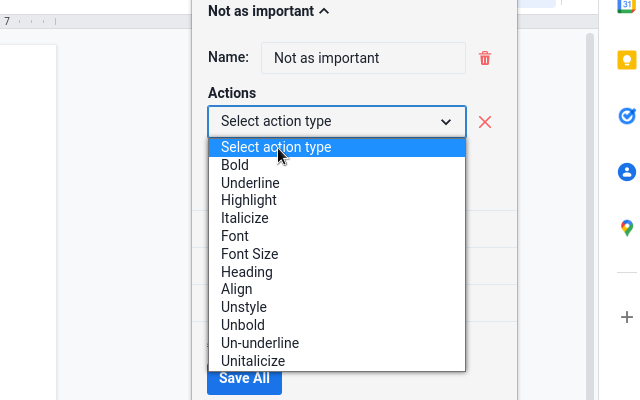 7
Not as important
31
Name: Not as important
Actions
Select action type
Select action type
Bold
Underline
Highlight
Italicize
Font
Font Size
Heading
Align
Unstyle
Unbold
Un-underline
Unitalicize
Save All